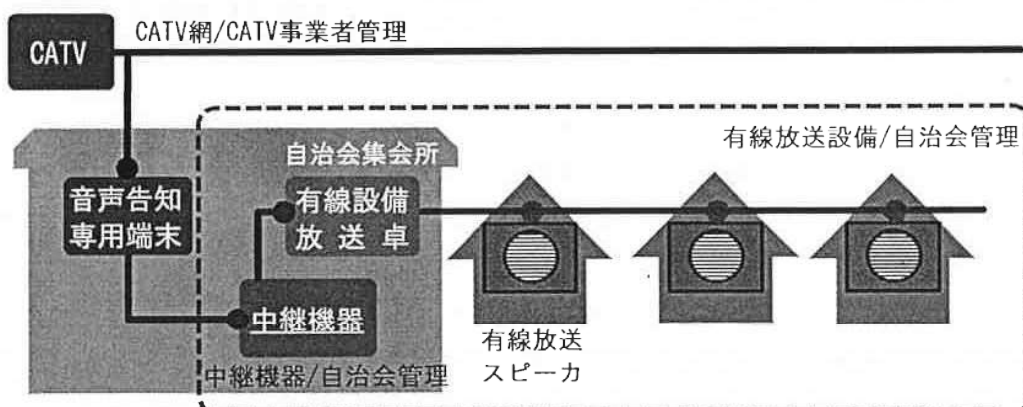 CATV
CATV網/CATV事業者管理
有線放送設備/自治会管理
自治会集会所
音声告知
専用端末
有線設備
放送卓
中継機器
中継機器/自治会管理
有線放送
スピーカ